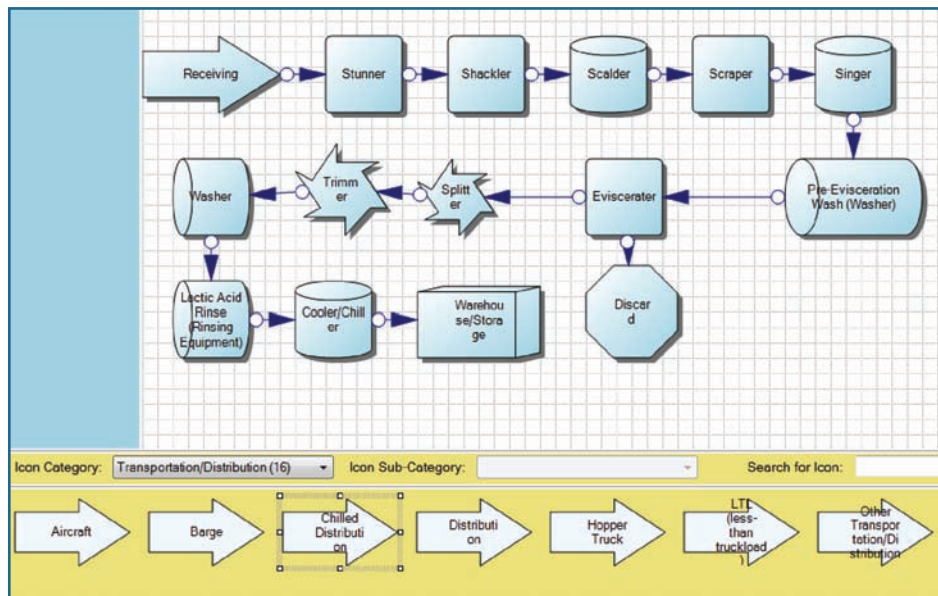 Receiving
Stunner
Shackler
Scalder
Scraper
Singer
Washer
Trimm
er
Splitt
er
Eviscerater
Pre Evisceration
Wash (Washer)
Lactic Acid
Rinse
(Rinsing
Equipment)
Cooler/Chill
er
Wareho
use/Stora
ge
Discar
d
Icon Category:
Transportation/Distribution (16)
Icon Sub-Category:
Search for Icon:
Aircraft
Barge
Chilled
Distributi
on
Distributi
on
Hopper
Truck
LTL
(less-
than
truckload
)
Other
Transpor
tation/Di
stribution